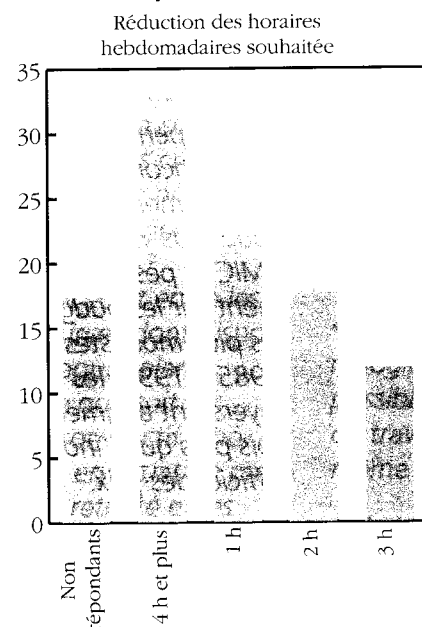 Réduction des horaires
hebdomadaires souhaitée
35
30
25
20
15
10
5
0
Non
répondants
4 h et plus
1 h
2 h
3 h